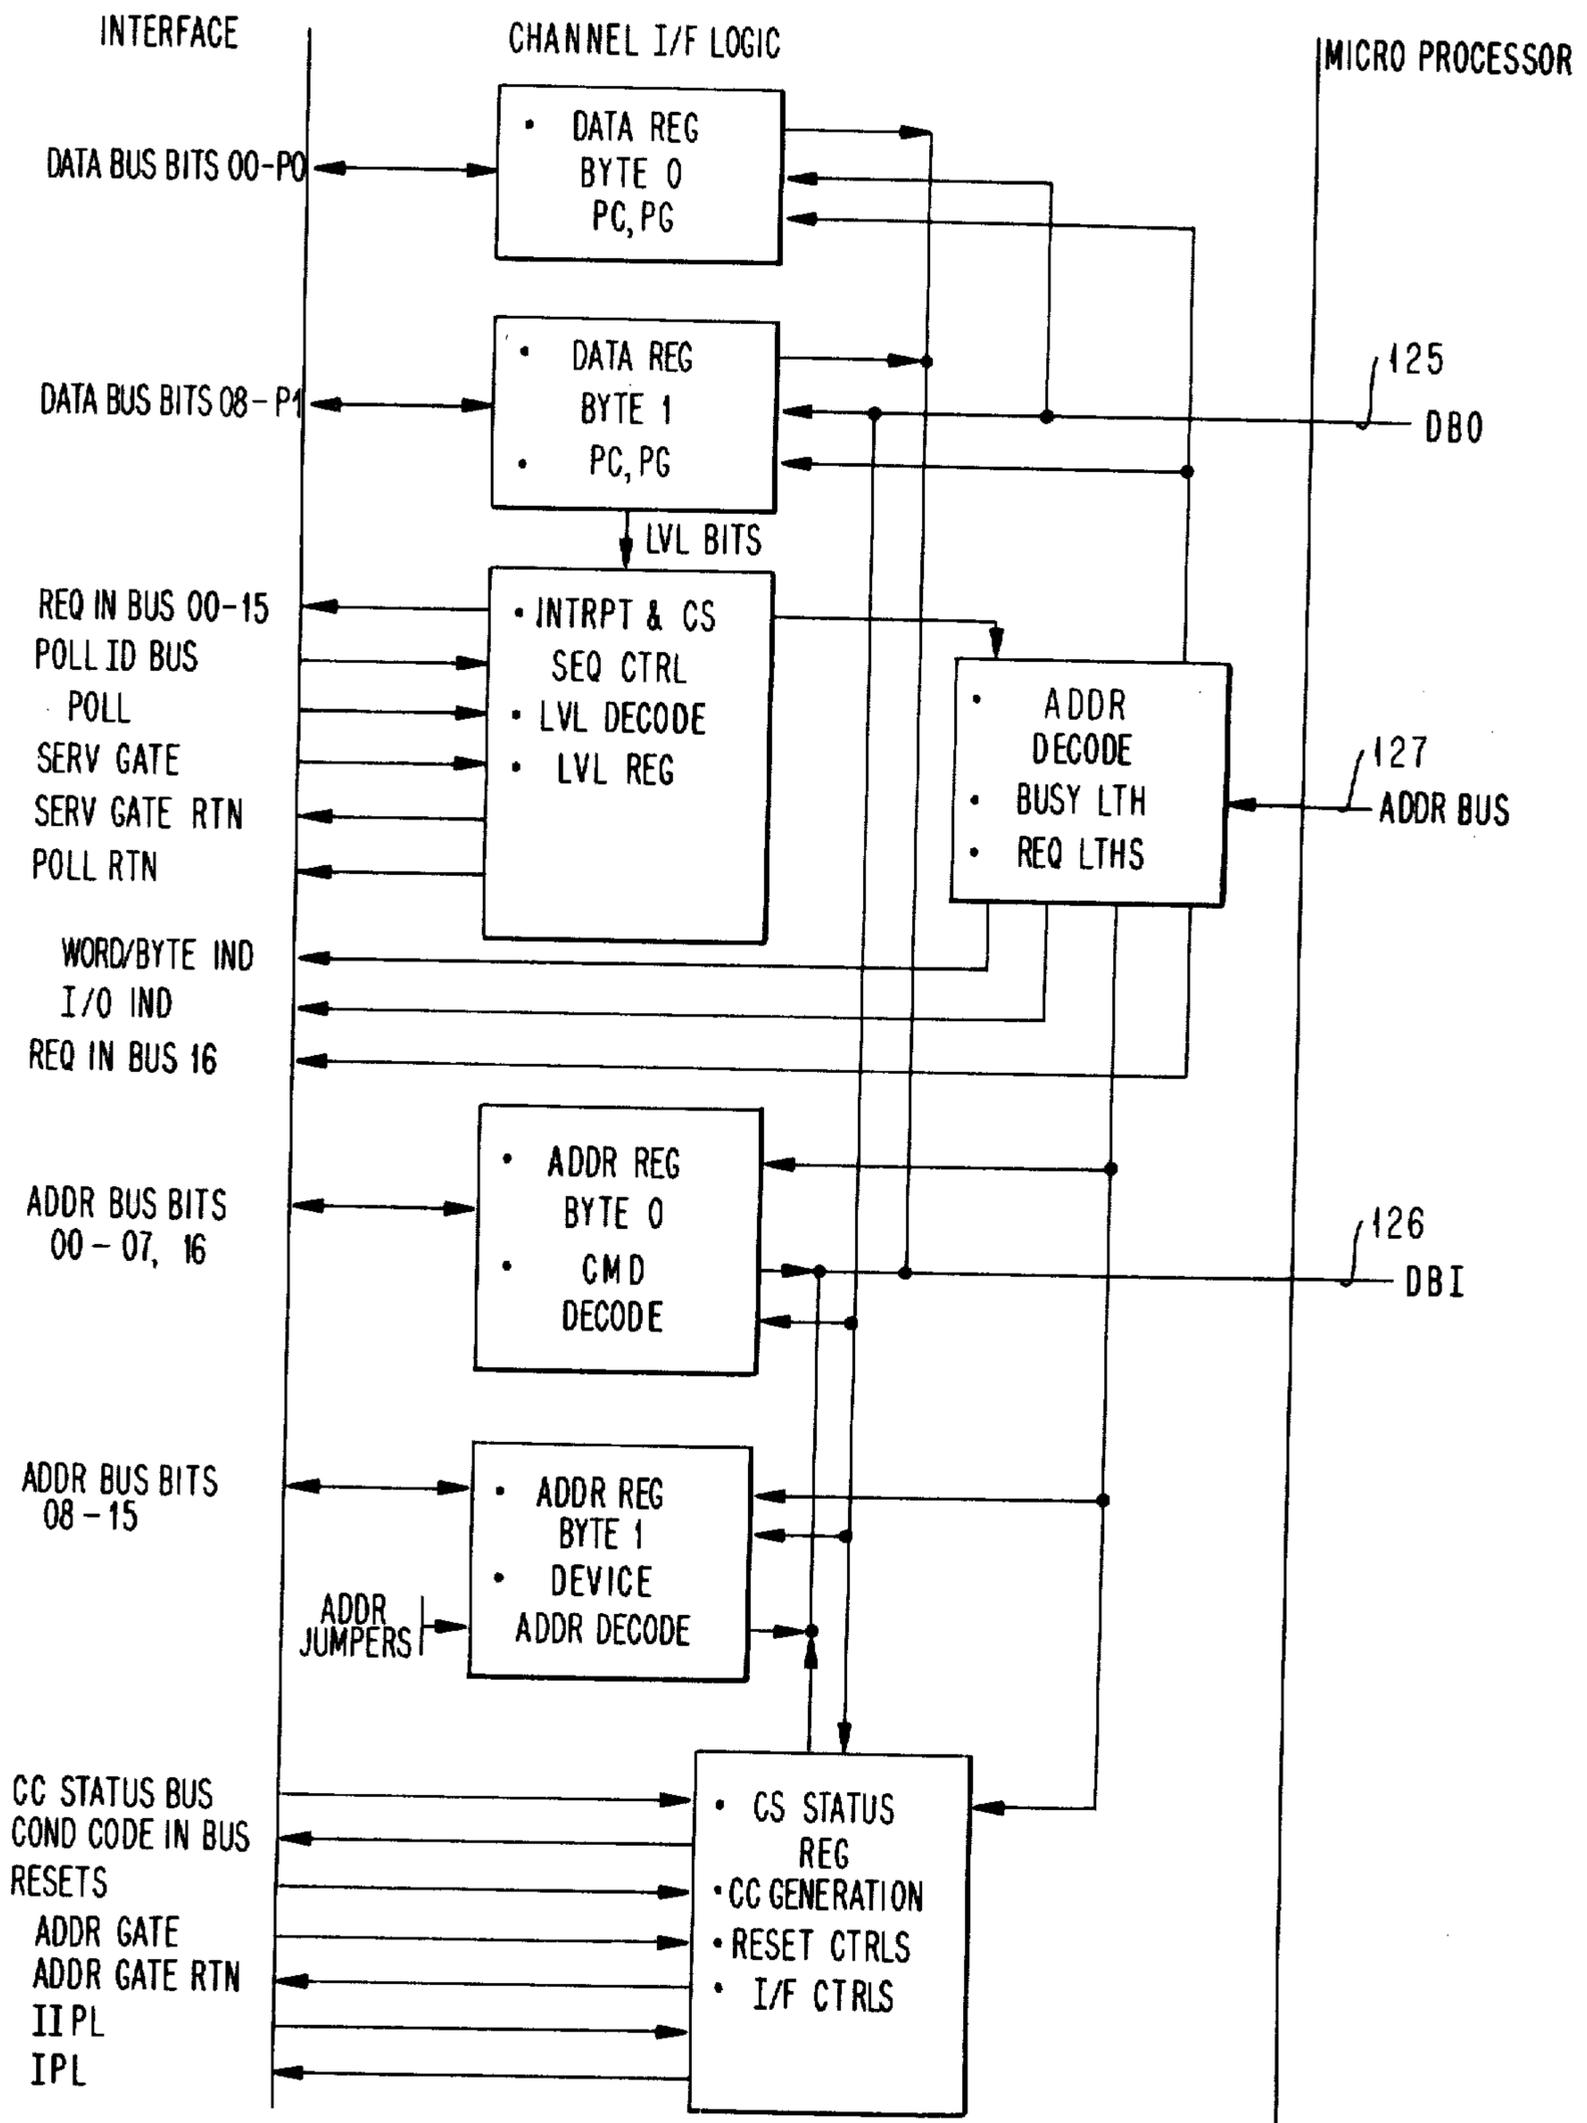 INTERFACE
CHANNEL I/F LOGIC
MICRO PROCESSOR
DATA BUS BITS 00-P0
• DATA REG
BYTE 0
PC, PG
DATA BUS BITS 08-P1
• DATA REG
BYTE 1
• PC, PG
125
DBO
LVL BITS
REQ IN BUS 00-15
POLL ID BUS
POLL
SERV GATE
SERV GATE RTN
POLL RTN
• INTRPT & CS
SEQ CTRL
• LVL DECODE
• LVL REG
• ADDR
DECODE
• BUSY LTH
• REQ LTHS
127
ADDR BUS
WORD/BYTE IND
I/O IND
REQ IN BUS 16
ADDR BUS BITS
00-07, 16
• ADDR REG
BYTE 0
• CMD
DECODE
126
DBI
ADDR BUS BITS
08-15
ADDR
JUMPERS
• ADDR REG
BYTE 1
• DEVICE
ADDR DECODE
CC STATUS BUS
COND CODE IN BUS
RESETS
ADDR GATE
ADDR GATE RTN
IIPL
IPL
• CS STATUS
REG
• CC GENERATION
• RESET CTRLS
• I/F CTRLS